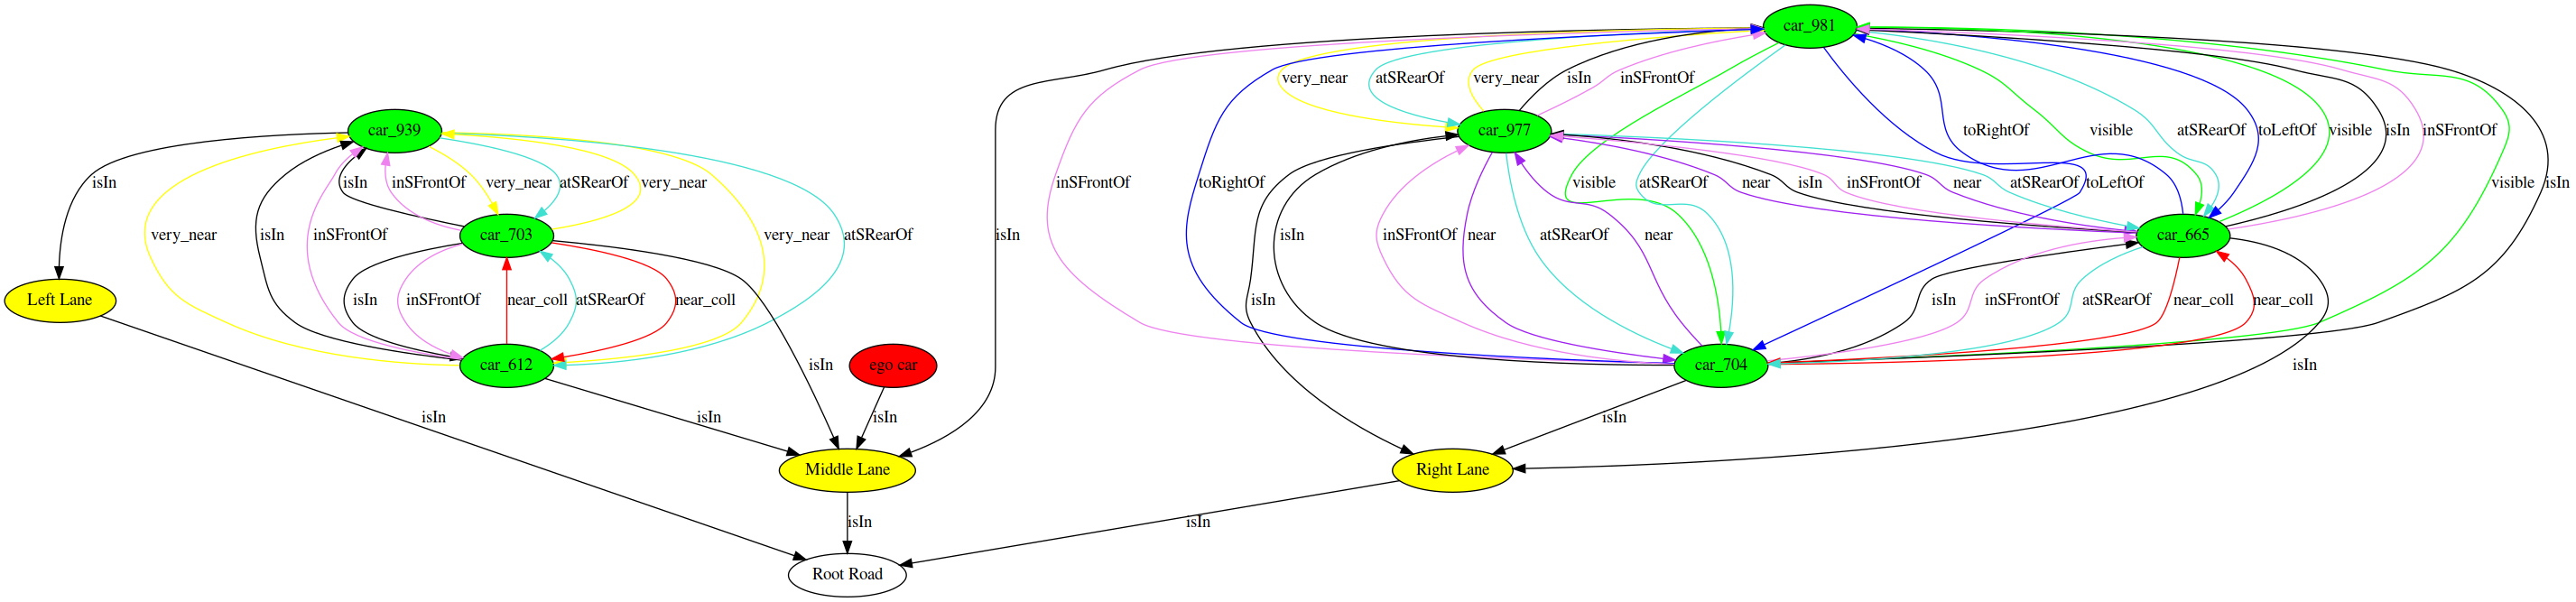 car_981
very_near atSRearOf very_near isIn inSFrontOf
car_939 car_977 toRightOf visible atSRearOf toLeftOf visible isIn inSFrontOf
isIn isIn inSFrontOf very_near atSRearOf very_near inSFrontOf toRightOf visible atSRearOf toLeftOf near isIn inSFrontOf near atSRearOf visible isIn
very_near isIn inSFrontOf car_703 very_near atSRearOf isIn isIn inSFrontOf near atSRearOf near car_665
Left Lane isIn inSFrontOf near_coll atSRearOf near_coll isIn isIn inSFrontOf atSRearOf near_coll near_coll
car_612 isIn ego car car_704 isIn
isIn isIn isIn isIn
Middle Lane Right Lane
isIn isIn
Root Road